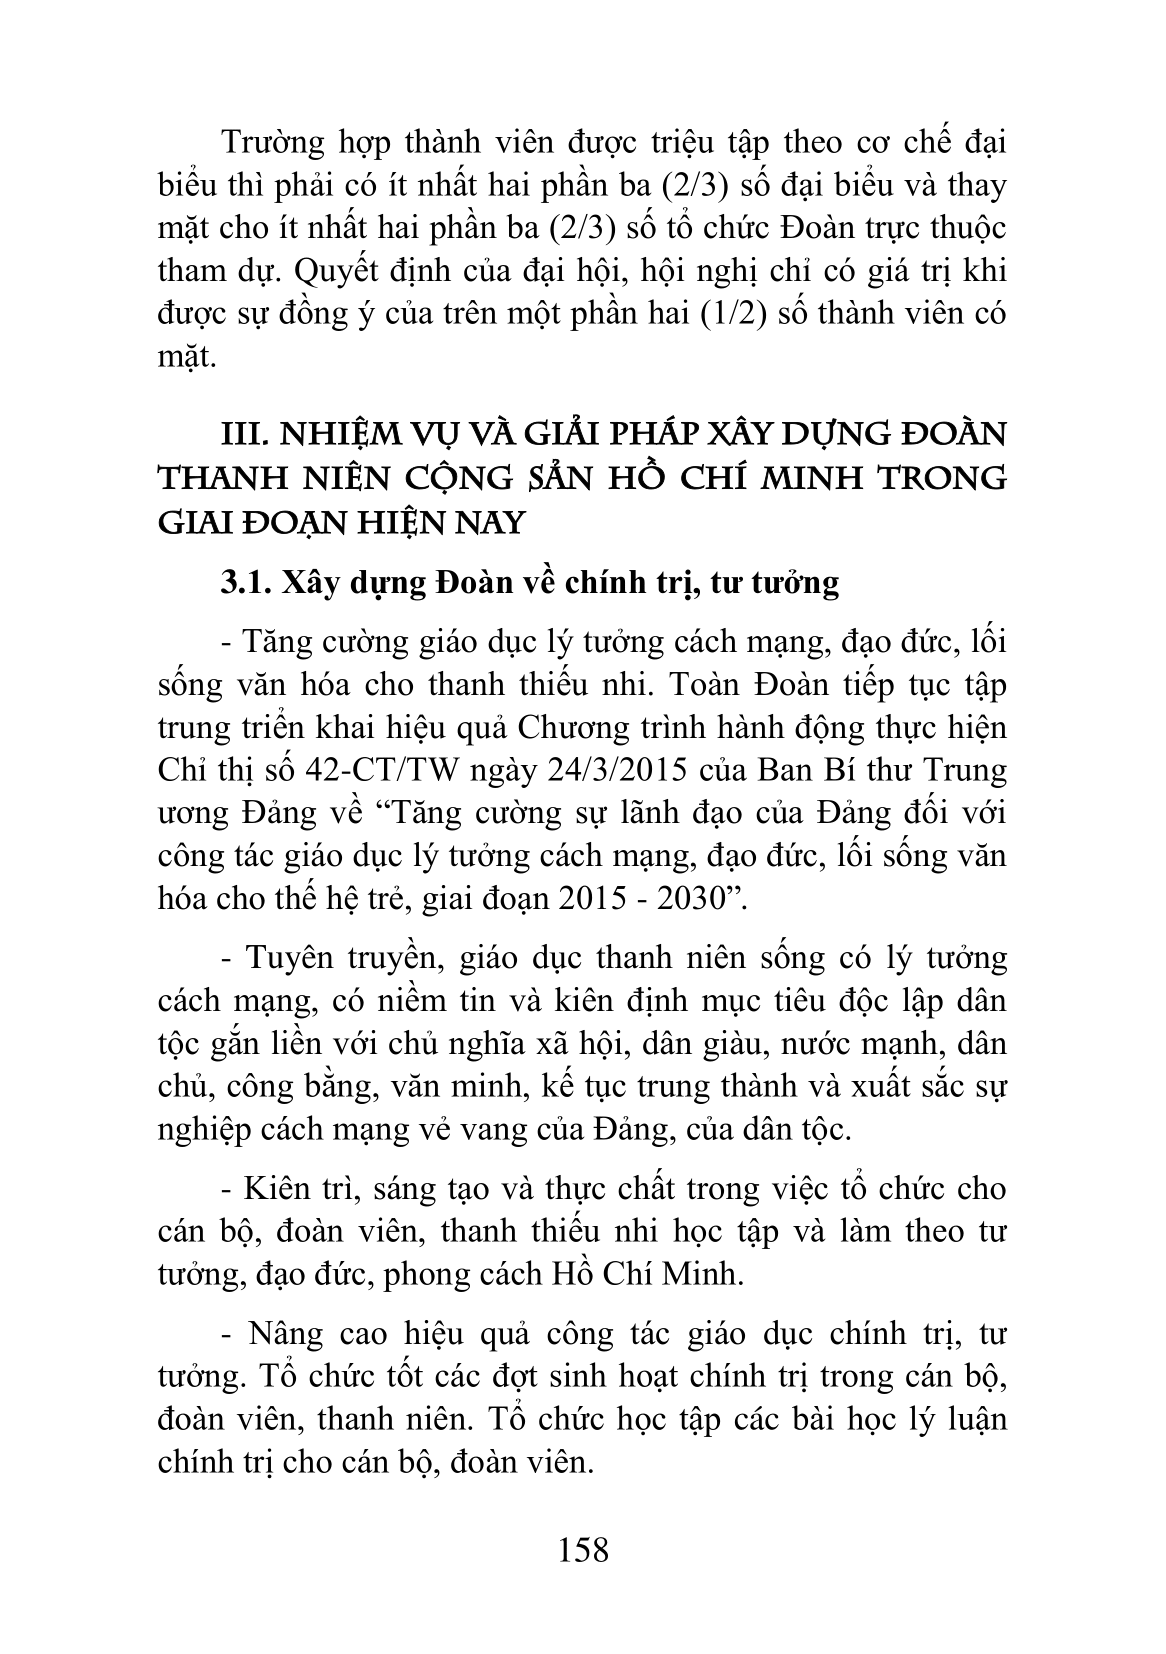 Trường hợp thành viên được triệu tập theo cơ chế đại
biểu thì phải có ít nhất hai phần ba (2/3) số đại biểu và thay
mặt cho ít nhất hai phần ba (2/3) số tổ chức Đoàn trực thuộc
tham dự. Quyết định của đại hội, hội nghị chỉ có giá trị khi
được sự đồng ý của trên một phần hai (1/2) số thành viên có
mặt.
III. NHIỆM VỤ VÀ GIẢI PHÁP XÂY DỰNG ĐOÀN
THANH NIÊN CỘNG SẢN HỒ CHÍ MINH TRONG
GIAI ĐOẠN HIỆN NAY
3.1. Xây dựng Đoàn về chính trị, tư tưởng
- Tăng cường giáo dục lý tưởng cách mạng, đạo đức, lối
sống văn hóa cho thanh thiếu nhi. Toàn Đoàn tiếp tục tập
trung triển khai hiệu quả Chương trình hành động thực hiện
Chỉ thị số 42-CT/TW ngày 24/3/2015 của Ban Bí thư Trung
ương Đảng về “Tăng cường sự lãnh đạo của Đảng đối với
công tác giáo dục lý tưởng cách mạng, đạo đức, lối sống văn
hóa cho thế hệ trẻ, giai đoạn 2015 - 2030”.
- Tuyên truyền, giáo dục thanh niên sống có lý tưởng
cách mạng, có niềm tin và kiên định mục tiêu độc lập dân
tộc gắn liền với chủ nghĩa xã hội, dân giàu, nước mạnh, dân
chủ, công bằng, văn minh, kế tục trung thành và xuất sắc sự
nghiệp cách mạng vẻ vang của Đảng, của dân tộc.
- Kiên trì, sáng tạo và thực chất trong việc tổ chức cho
cán bộ, đoàn viên, thanh thiếu nhi học tập và làm theo tư
tưởng, đạo đức, phong cách Hồ Chí Minh.
- Nâng cao hiệu quả công tác giáo dục chính trị, tư
tưởng. Tổ chức tốt các đợt sinh hoạt chính trị trong cán bộ,
đoàn viên, thanh niên. Tổ chức học tập các bài học lý luận
chính trị cho cán bộ, đoàn viên.
158